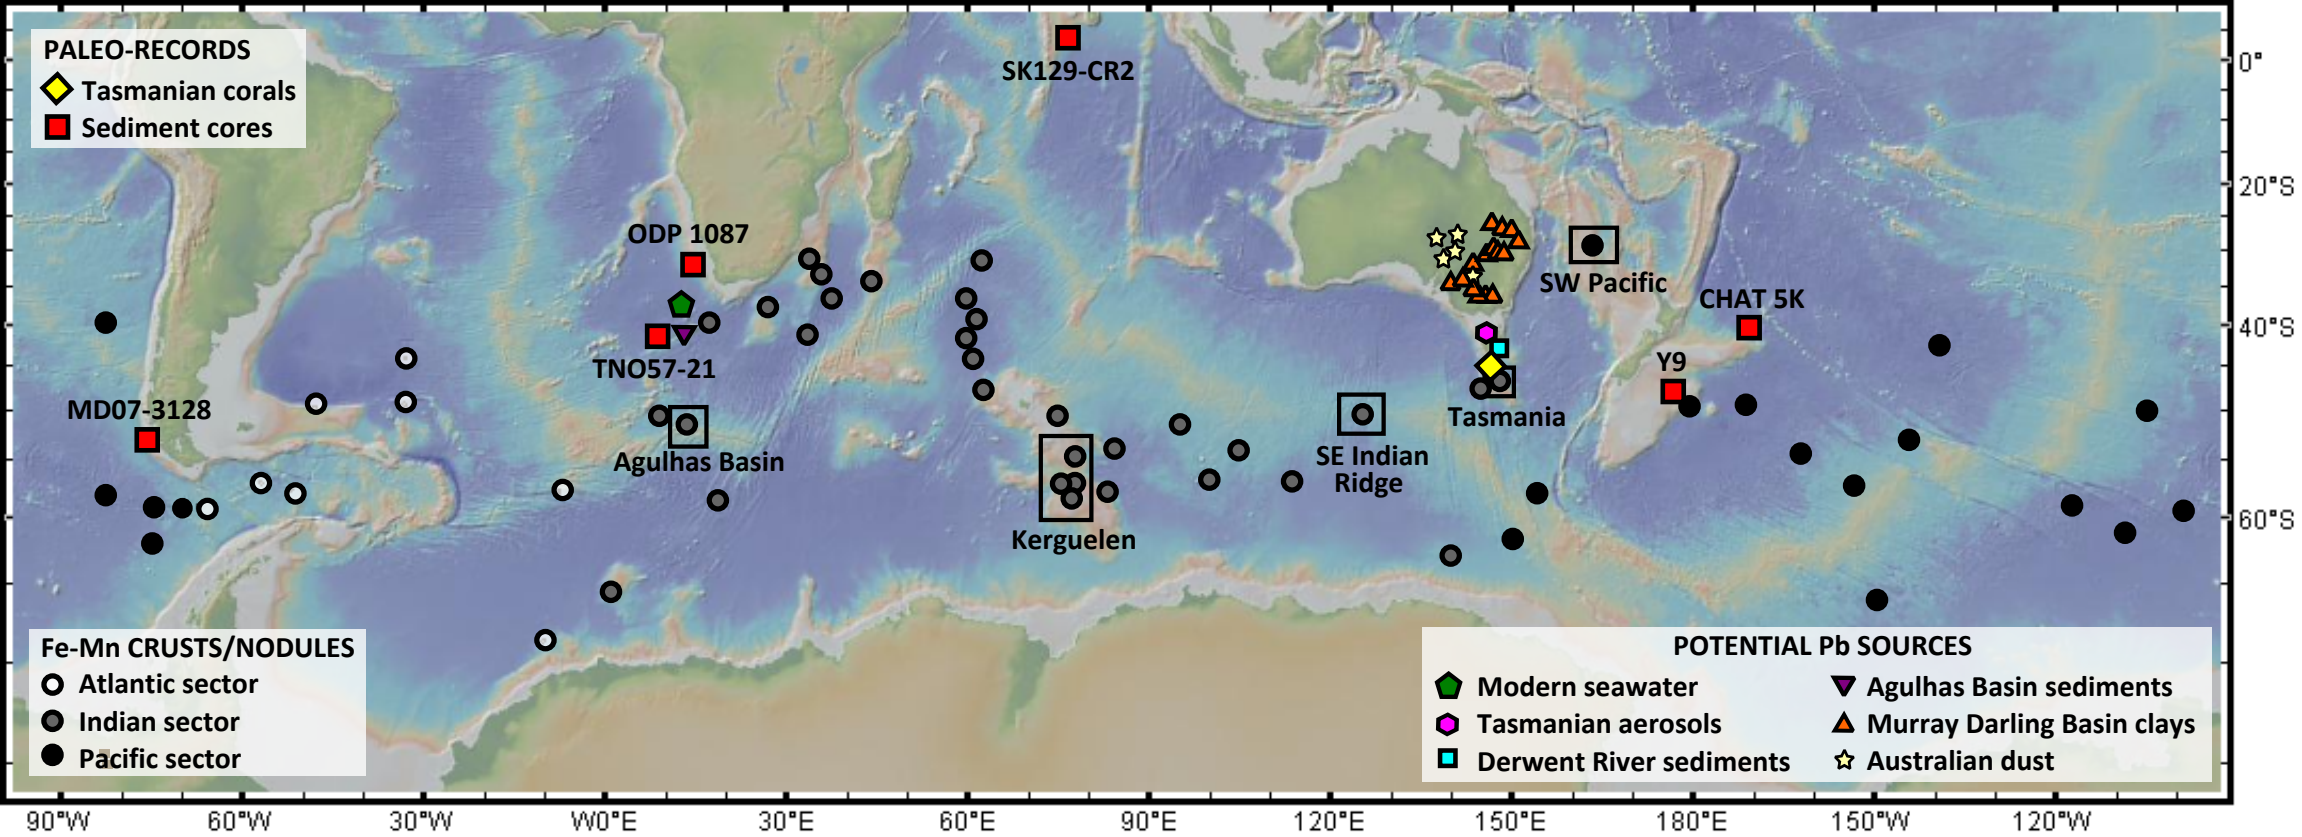 PALEO-RECORDS
Tasmanian corals
Sediment cores
SK129-CR2
0°
20°S
ODP 1087
SW Pacific
CHAT 5K
40°S
TNO57-21
Y9
MD07-3128
Tasmania
Agulhas Basin
SE Indian
Ridge
60°S
Kerguelen
Fe-Mn CRUSTS/NODULES
Atlantic sector
Indian sector
Pacific sector
POTENTIAL Pb SOURCES
Modern seawater
Agulhas Basin sediments
Tasmanian aerosols
Murray Darling Basin clays
Derwent River sediments
Australian dust
90°W 60°W 30°W W0°E 30°E 60°E 90°E 120°E 150°E 180°E 150°W 120°W